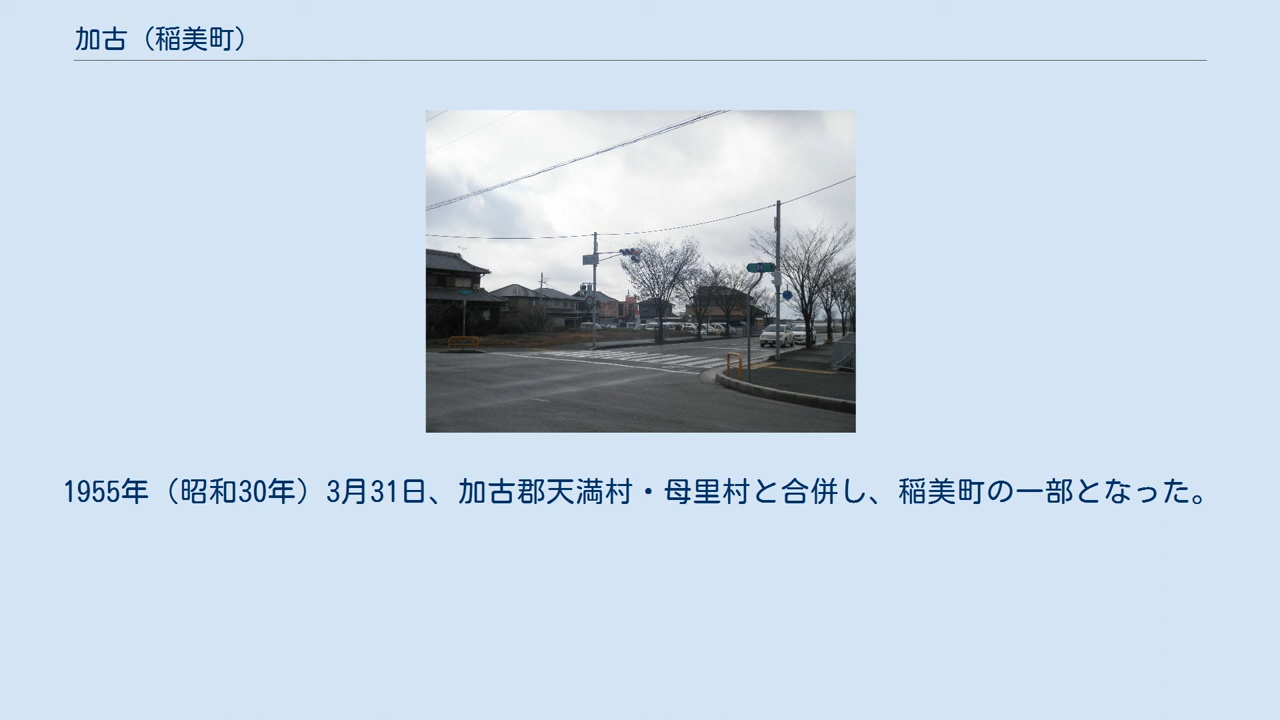 加古（稲美町）
1955年（昭和30年）3月31日、加古郡天満村・母里村と合併し、稲美町の一部となった。